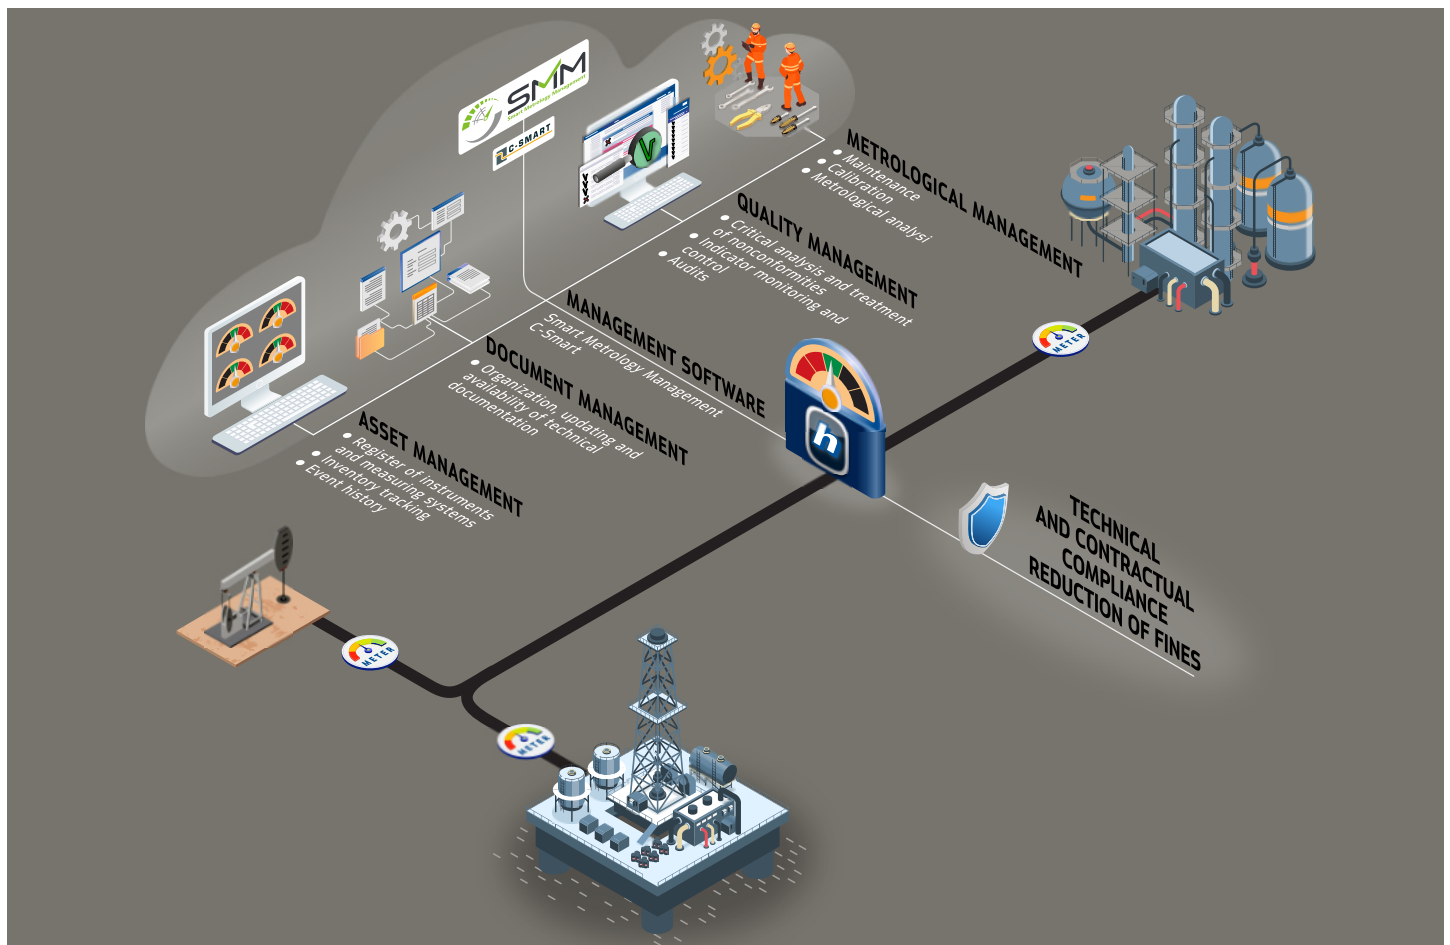 SMM
Smart Metrology Management
C-SMART
METROLOGICAL MANAGEMENT
Maintenance
Calibration
Metrological analysi
QUALITY MANAGEMENT
Critical analysis and treatment
of nonconformities
Indicator monitoring and
control
Audits
MANAGEMENT SOFTWARE
Smart Metrology Management
C-Smart
DOCUMENT MANAGEMENT
Organization, updating and
availability of technical
documentation
ASSET MANAGEMENT
Register of instruments
and measuring systems
Inventory tracking
Event history
METER
h
TECHNICAL
AND CONTRACTUAL
COMPLIANCE
REDUCTION OF FINES
METER
METER